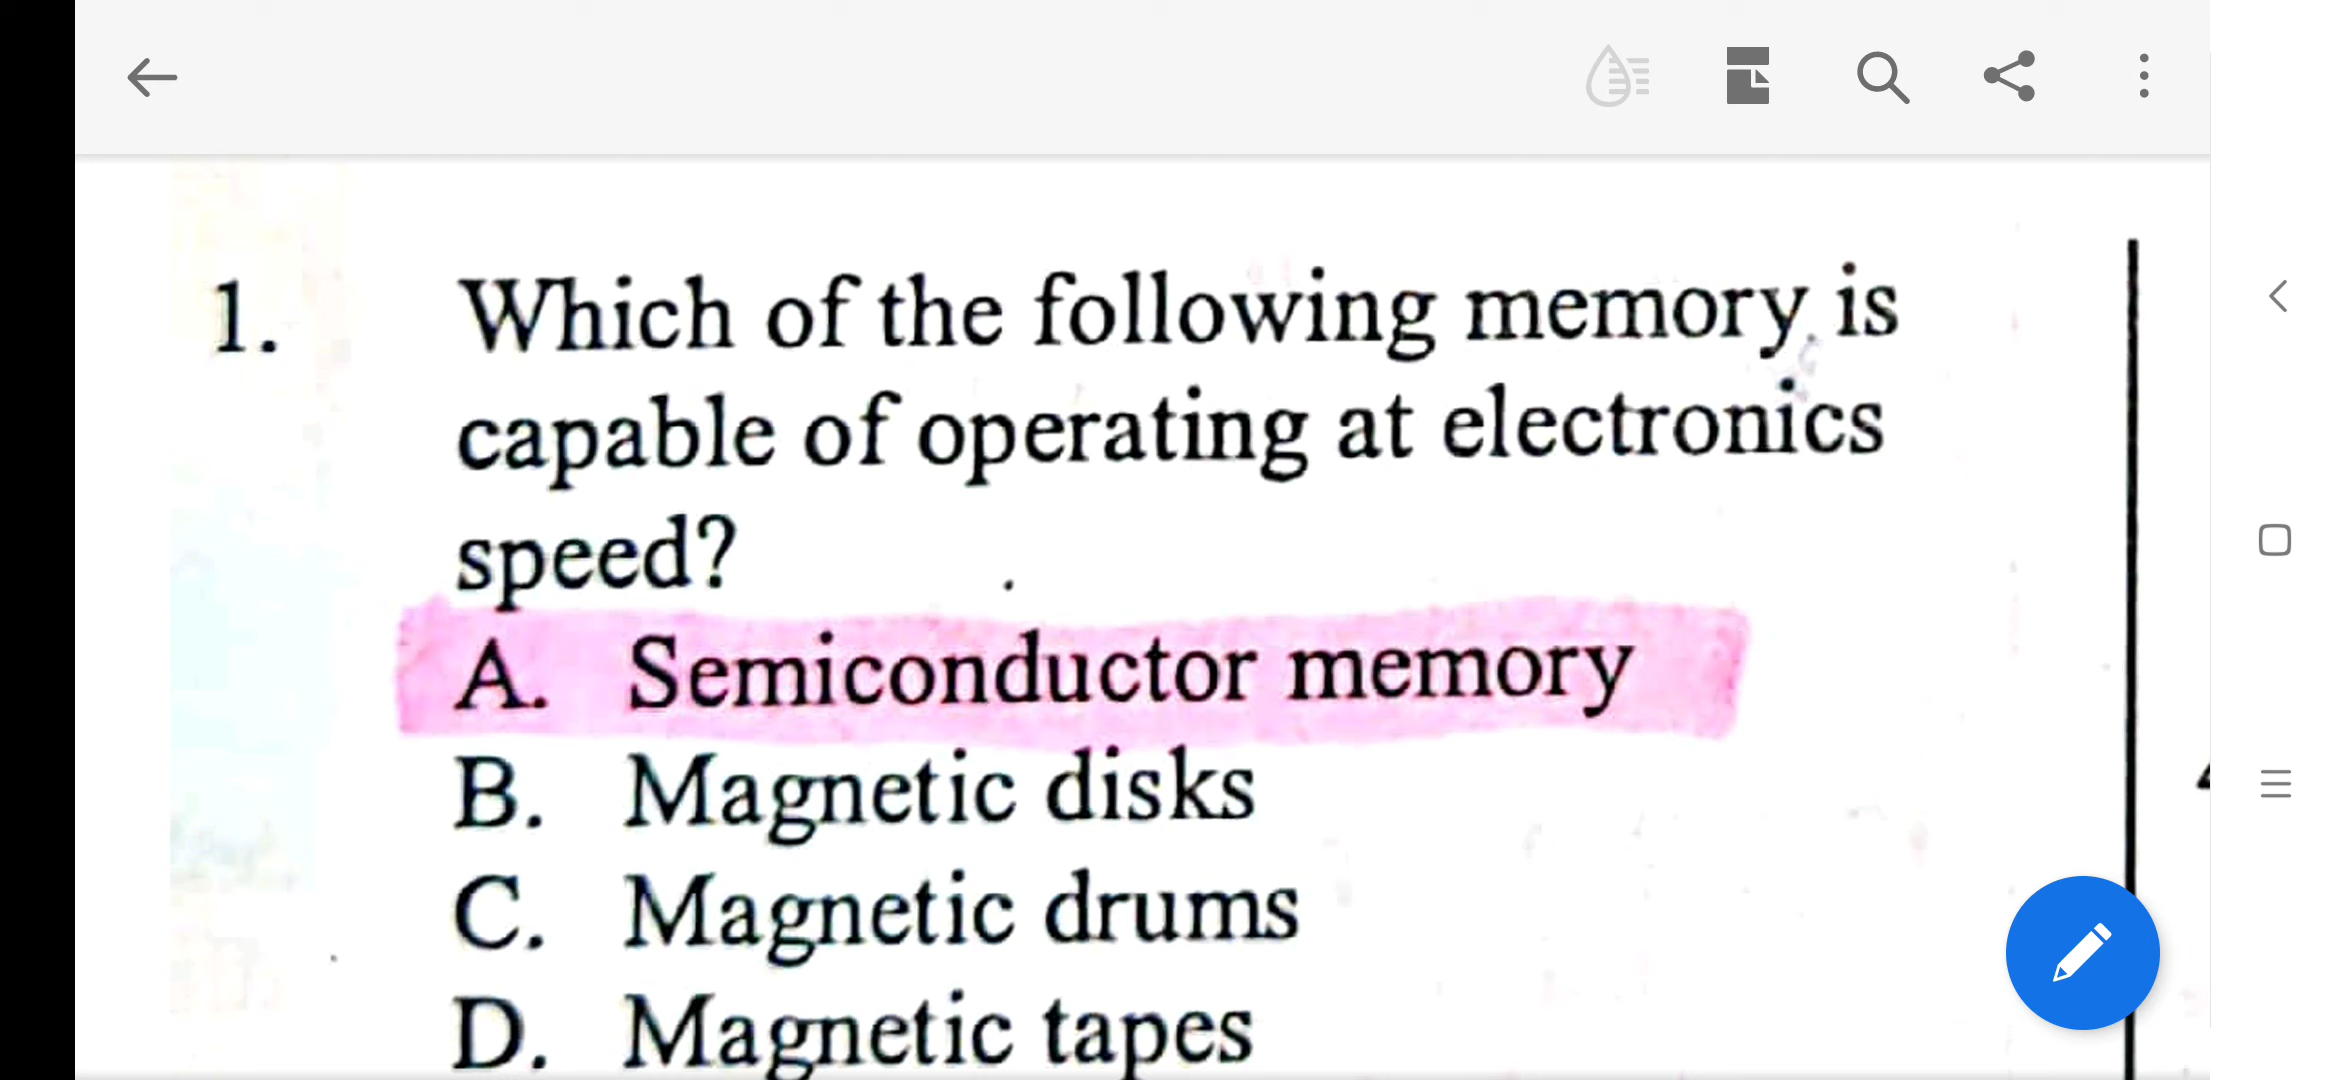 1. Which of the following memory is
capable of operating at electronics
speed?
A. Semiconductor memory
B. Magnetic disks
C. Magnetic drums
D. Magnetic tapes